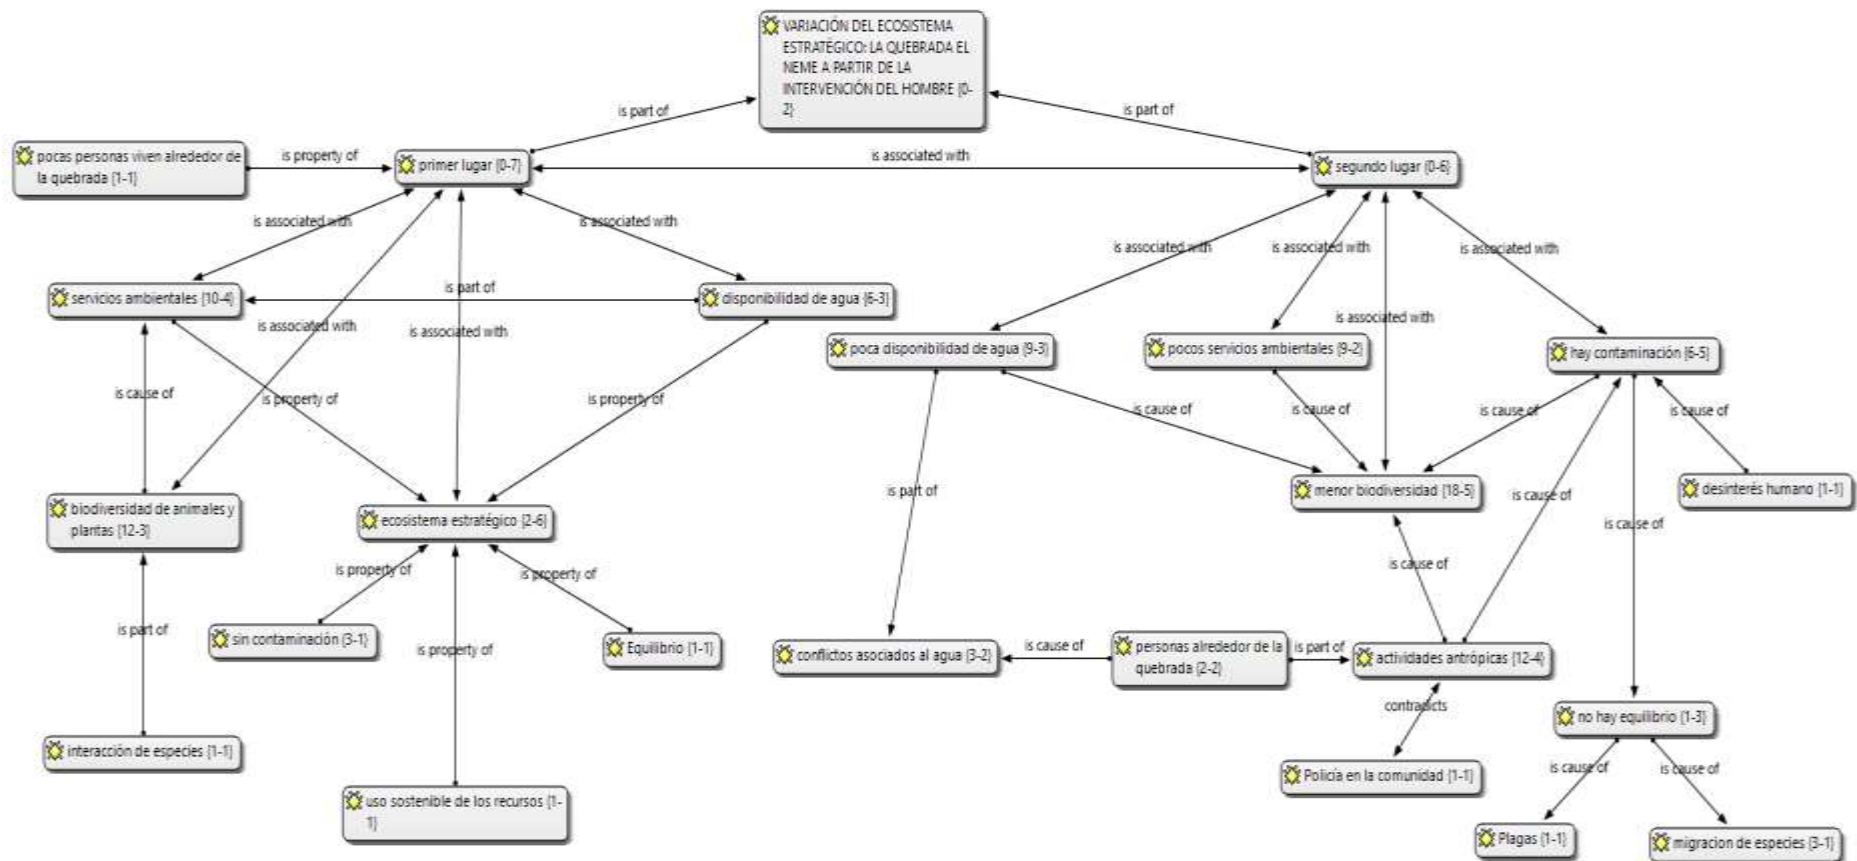 VARIACIÓN DEL ECOSISTEMA
ESTRATÉGICO: LA QUEBRADA EL
NEME A PARTIR DE LA
INTERVENCIÓN DEL HOMBRE {0-
2}
is part of
is part of
pocas personas viven alrededor de
la quebrada {1-1}
is property of
primer lugar {0-7}
is associated with
segundo lugar {0-6}
is associated with
is associated with
is associated with
is associated with
is associated with
servicios ambientales {10-4}
is part of
disponibilidad de agua {6-3}
is associated with
is associated with
is associated with
poca disponibilidad de agua {9-3}
pocos servicios ambientales {9-2}
hay contaminación {6-5}
is cause of
is property of
is property of
is cause of
is cause of
is cause of
is cause of
biodiversidad de animales y
plantas {12-3}
ecosistema estratégico {2-6}
is part of
menor biodiversidad {18-5}
is cause of
desinterés humano {1-1}
is cause of
is property of
is property of
is cause of
is part of
sin contaminación {3-1}
is property of
Equilibrio {1-1}
conflictos asociados al agua {3-2}
is cause of
personas alrededor de la
quebrada {2-2}
is part of
actividades antrópicas {12-4}
contradicts
no hay equilibrio {1-3}
interacción de especies {1-1}
Policía en la comunidad {1-1}
is cause of
is cause of
uso sostenible de los recursos {1-
1}
Plagas {1-1}
migracion de especies {3-1}